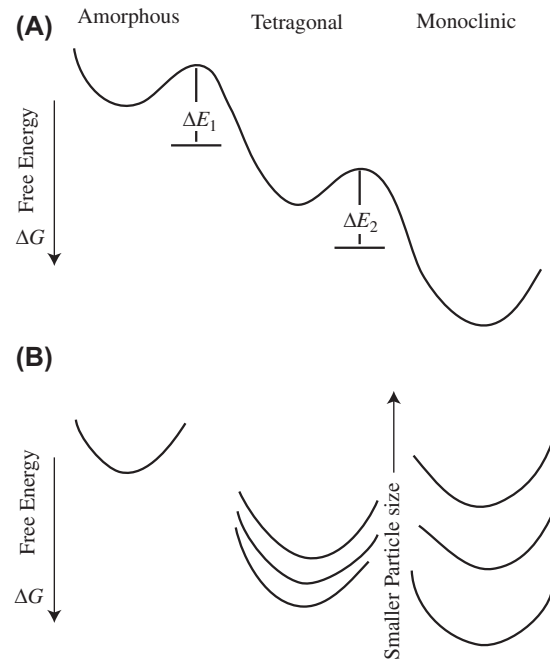 (A)
Amorphous
Tetragonal
Monoclinic
Free Energy
ΔG
ΔE1
ΔE2
(B)
Free Energy
ΔG
Smaller Particle size